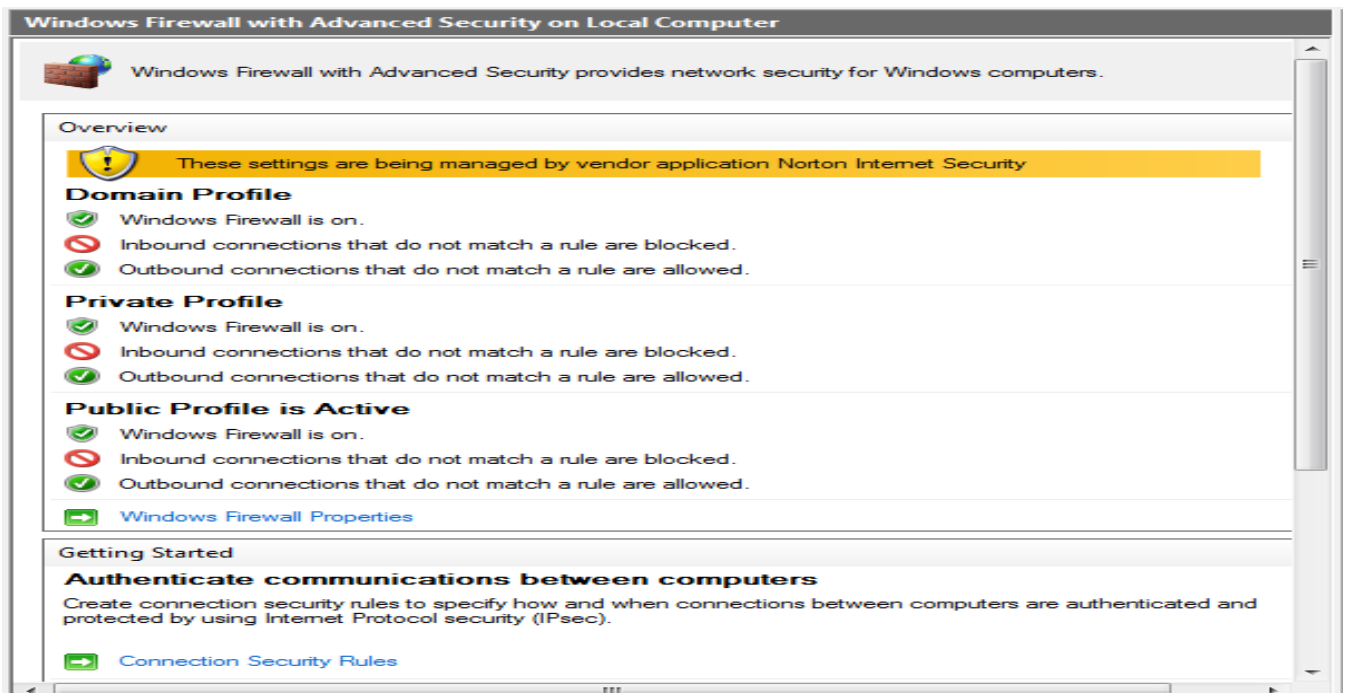 Windows Firewall with Advanced Security on Local Computer
Windows Firewall with Advanced Security provides network security for Windows computers.
Overview
These settings are being managed by vendor application Norton Internet Security
Domain Profile
Windows Firewall is on.
Inbound connections that do not match a rule are blocked.
Outbound connections that do not match a rule are allowed.
Private Profile
Windows Firewall is on.
Inbound connections that do not match a rule are blocked.
Outbound connections that do not match a rule are allowed.
Public Profile is Active
Windows Firewall is on.
Inbound connections that do not match a rule are blocked.
Outbound connections that do not match a rule are allowed.
Windows Firewall Properties
Getting Started
Authenticate communications between computers
Create connection security rules to specify how and when connections between computers are authenticated and
protected by using Internet Protocol security (IPsec).
Connection Security Rules